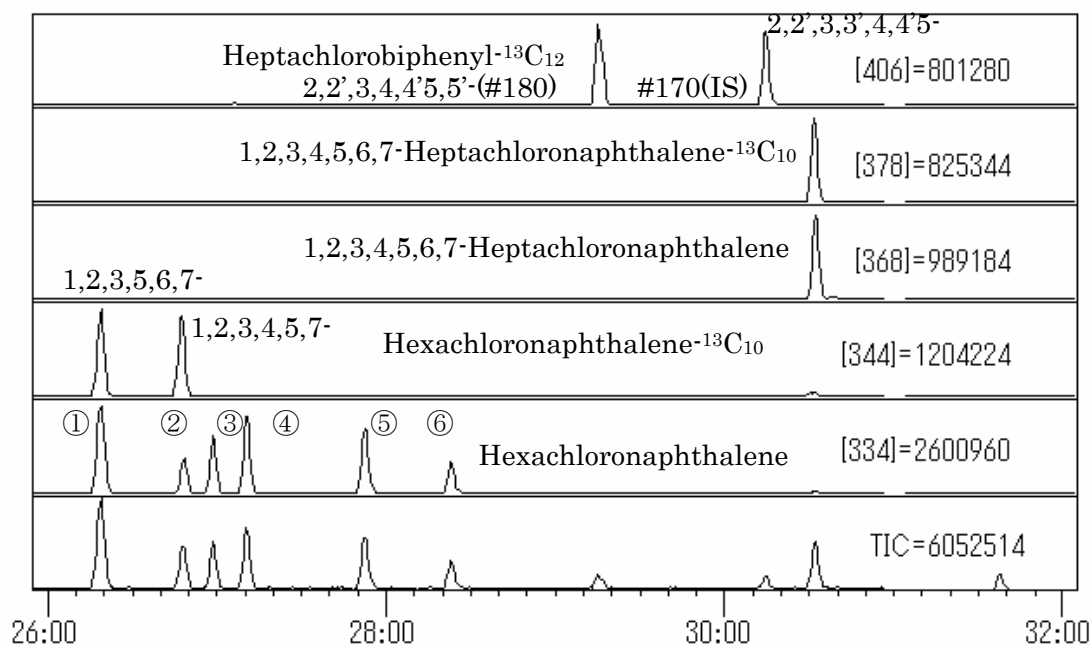 2,2',3,3',4,4'5-
Heptachlorobiphenyl-¹³C₁₂
[406]=801280
2,2',3,4,4'5,5'-(#180)
#170(IS)
1,2,3,4,5,6,7-Heptachloronaphthalene-¹³C₁₀
[378]=825344
1,2,3,4,5,6,7-Heptachloronaphthalene
[368]=989184
1,2,3,5,6,7-
1,2,3,4,5,7-
Hexachloronaphthalene-¹³C₁₀
[344]=1204224
① ② ③ ④ ⑤ ⑥
Hexachloronaphthalene
[334]=2600960
TIC=6052514
26:00 28:00 30:00 32:00